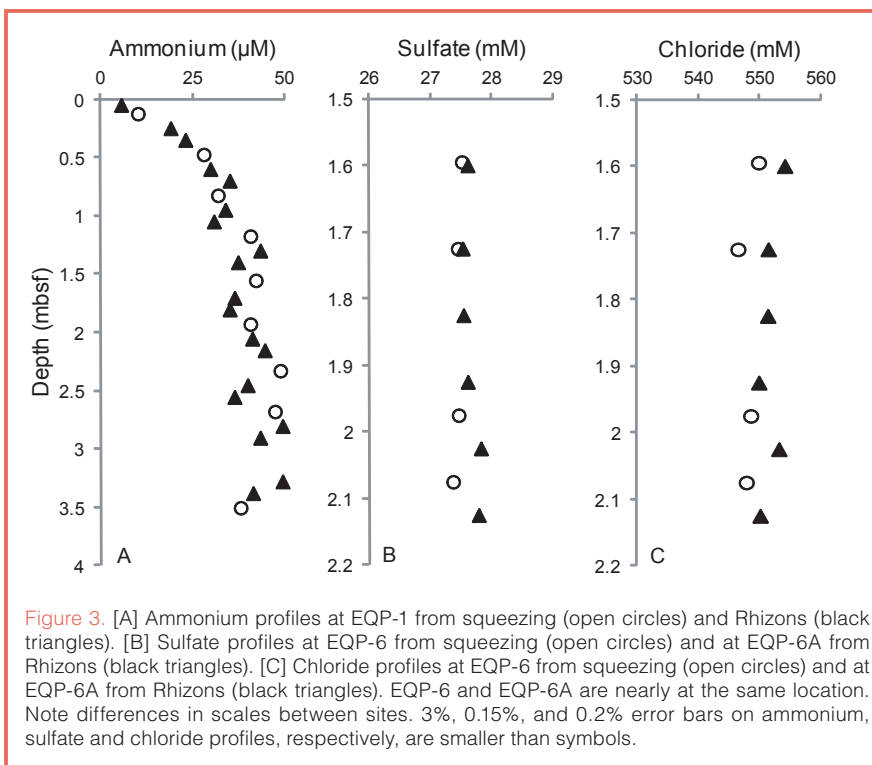 Ammonium (µM)
0 25 50
0
0.5
1
1.5
2
2.5
3
3.5
4
Depth (mbsf)
A
Sulfate (mM)
26 27 28 29
1.5
1.6
1.7
1.8
1.9
2
2.1
2.2
B
Chloride (mM)
530 540 550 560
1.5
1.6
1.7
1.8
1.9
2
2.1
2.2
C
Figure 3. [A] Ammonium profiles at EQP-1 from squeezing (open circles) and Rhizons (black
triangles). [B] Sulfate profiles at EQP-6 from squeezing (open circles) and at EQP-6A from
Rhizons (black triangles). [C] Chloride profiles at EQP-6 from squeezing (open circles) and at
EQP-6A from Rhizons (black triangles). EQP-6 and EQP-6A are nearly at the same location.
Note differences in scales between sites. 3%, 0.15%, and 0.2% error bars on ammonium,
sulfate and chloride profiles, respectively, are smaller than symbols.